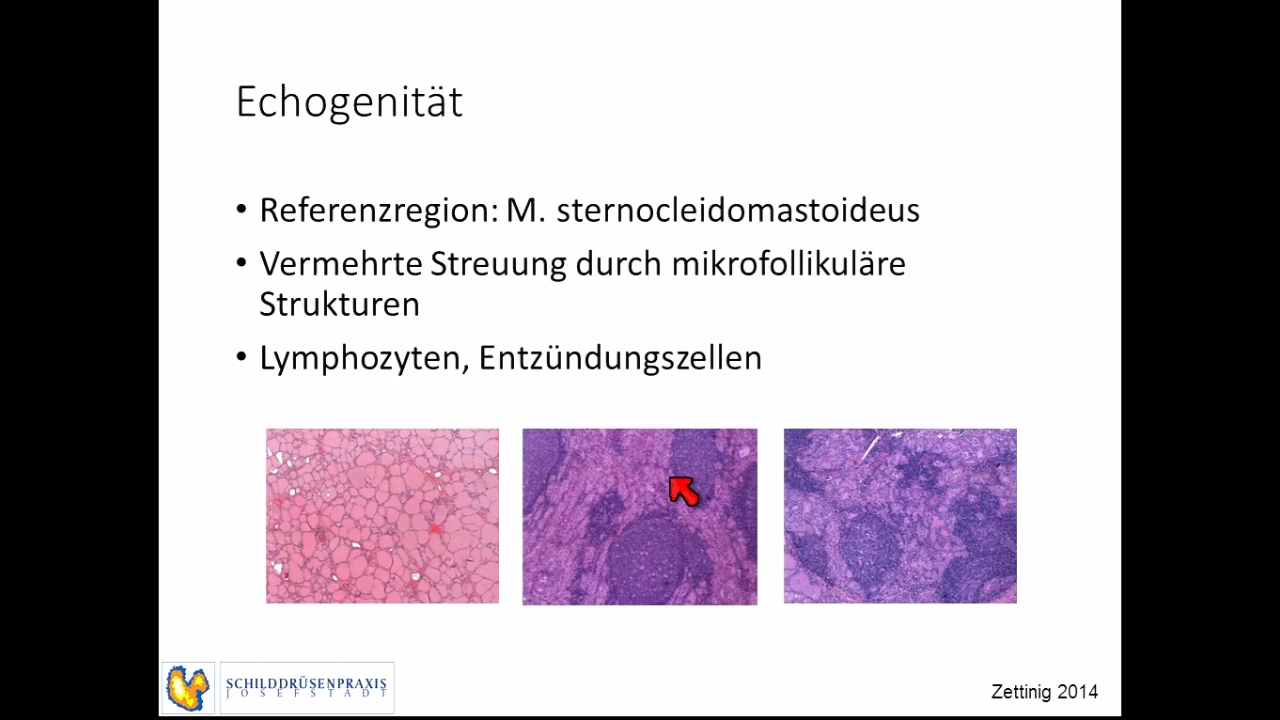 Echogenität
• Referenzregion: M. sternocleidomastoideus
• Vermehrte Streuung durch mikrofollikuläre
Strukturen
• Lymphozyten, Entzündungszellen
SCHILDDRÜSENPRAXIS
JOSEFSTADT
Zettinig 2014